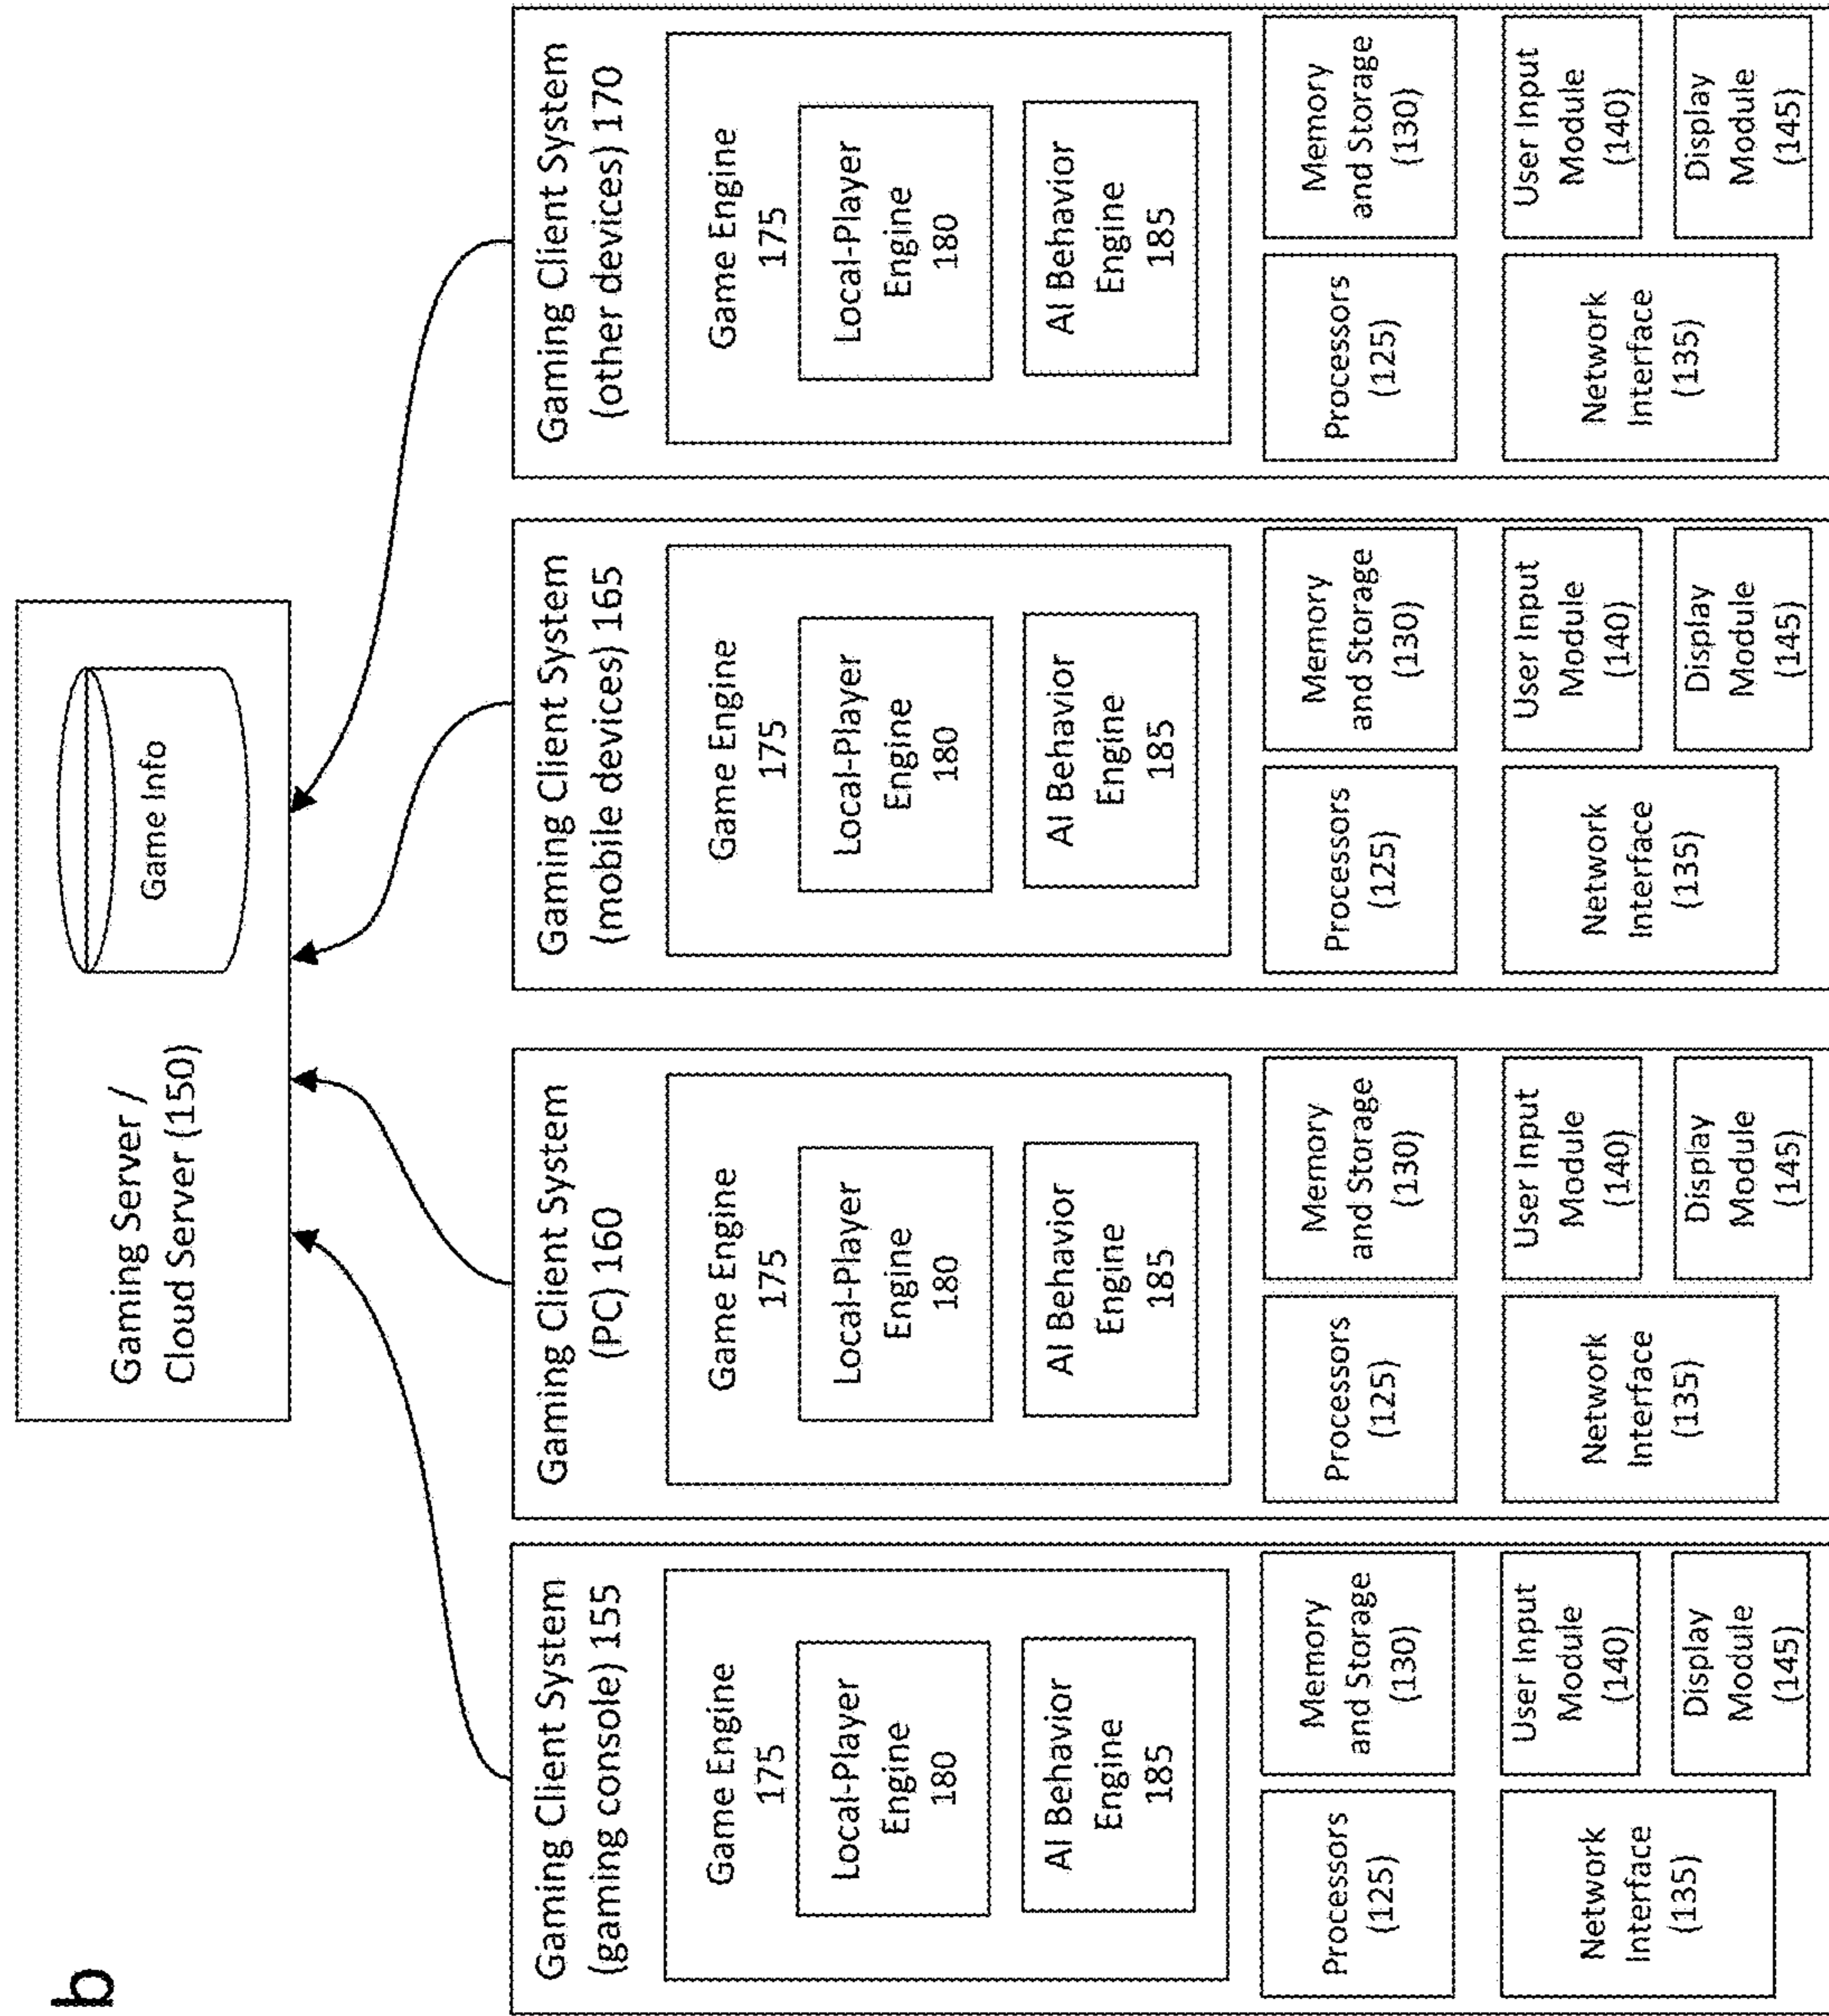 b
Gaming Server /
Cloud Server (150)
Game Info
Gaming Client System
(gaming console) 155
Game Engine
175
Local-Player
Engine
180
AI Behavior
Engine
185
Processors
(125)
Memory
and Storage
(130)
Network
Interface
(135)
User Input
Module
(140)
Display
Module
(145)
Gaming Client System
(PC) 160
Game Engine
175
Local-Player
Engine
180
AI Behavior
Engine
185
Processors
(125)
Memory
and Storage
(130)
Network
Interface
(135)
User Input
Module
(140)
Display
Module
(145)
Gaming Client System
(mobile devices) 165
Game Engine
175
Local-Player
Engine
180
AI Behavior
Engine
185
Processors
(125)
Memory
and Storage
(130)
Network
Interface
(135)
User Input
Module
(140)
Display
Module
(145)
Gaming Client System
(other devices) 170
Game Engine
175
Local-Player
Engine
180
AI Behavior
Engine
185
Processors
(125)
Memory
and Storage
(130)
Network
Interface
(135)
User Input
Module
(140)
Display
Module
(145)